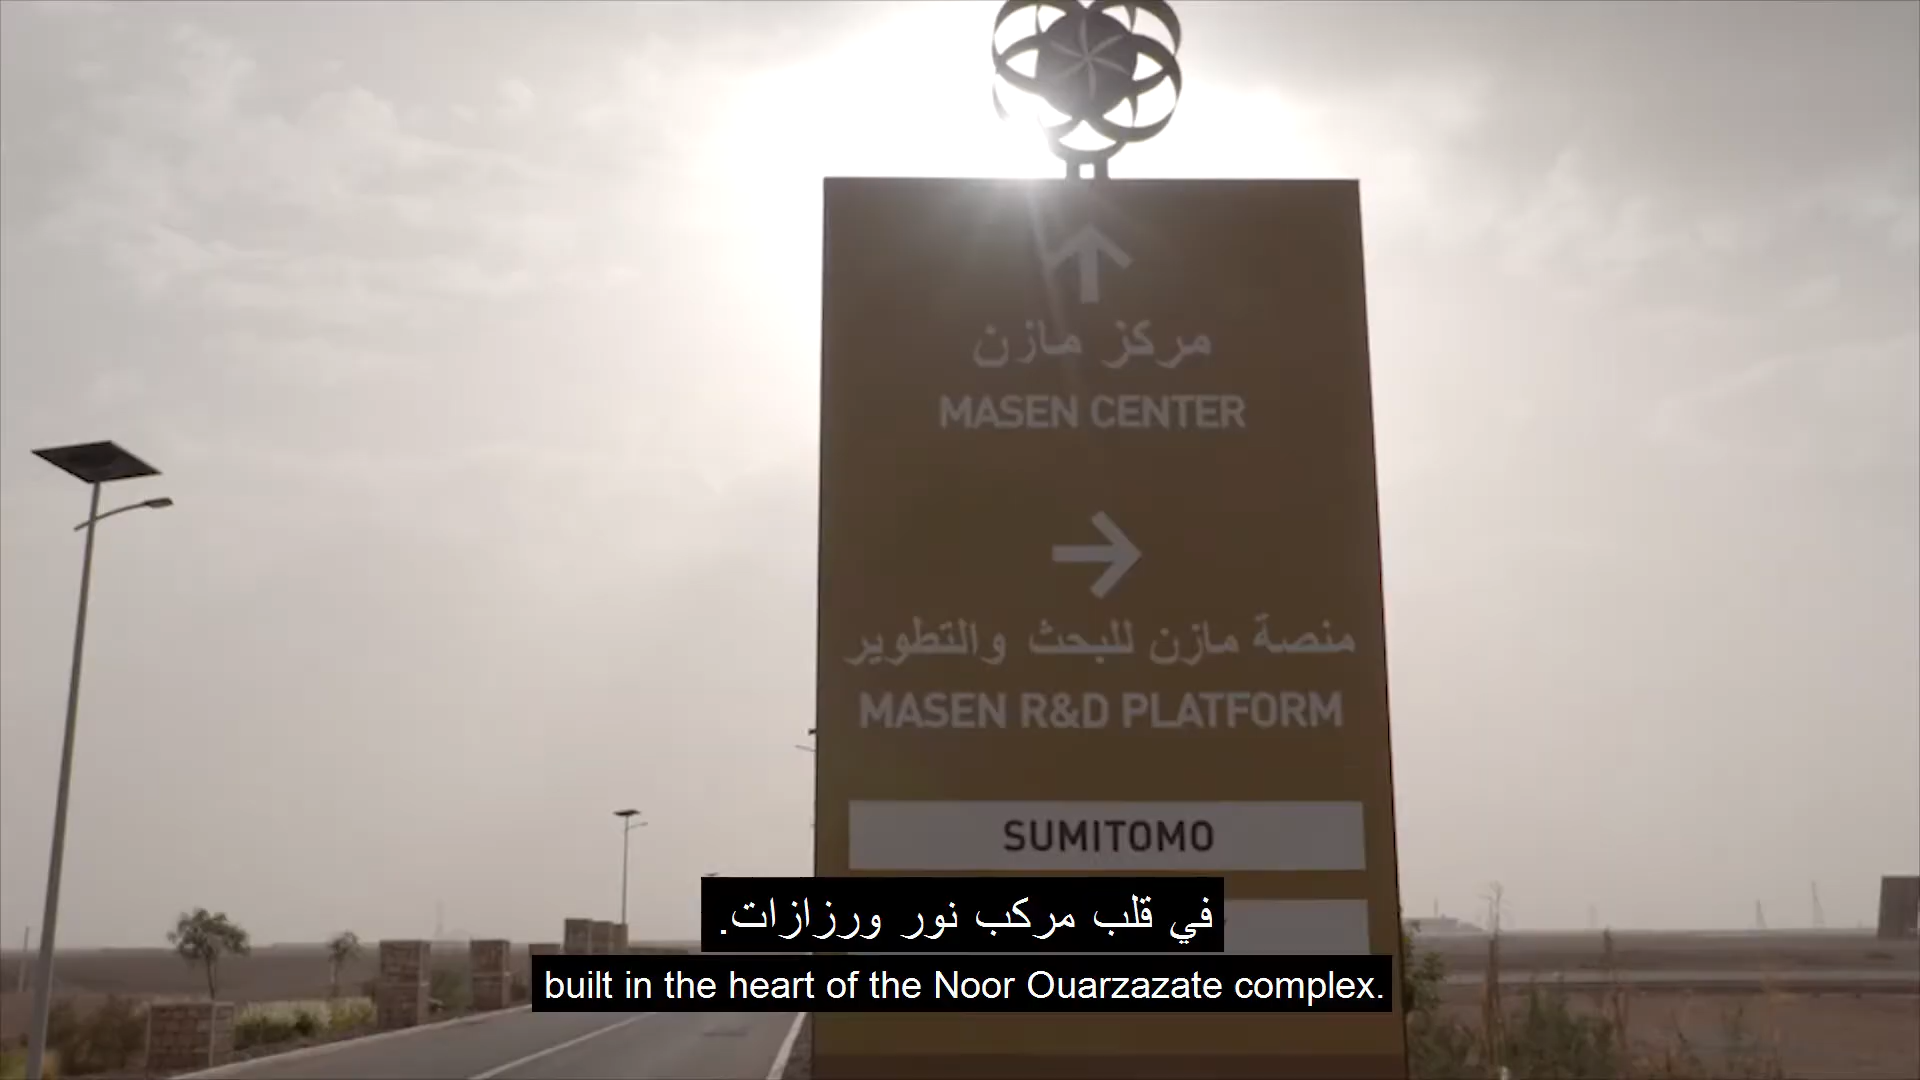 مركز مازن
MASEN CENTER
منصة مازن للبحث والتطوير
MASEN R&D PLATFORM
SUMITOMO
في قلب مركب نور ورزازات.
built in the heart of the Noor Ouarzazate complex.